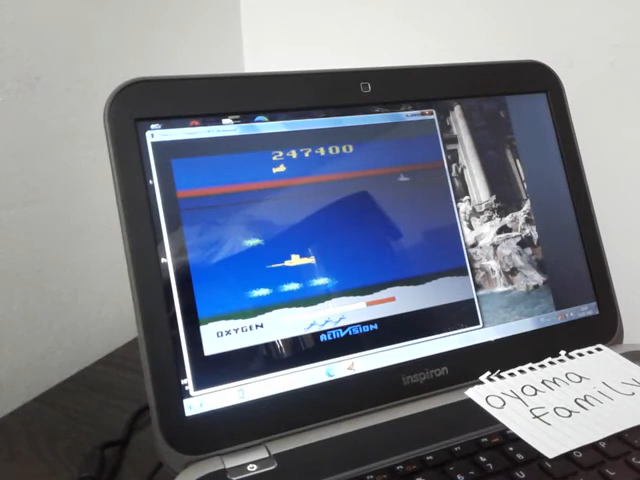 247400
OXYGEN
ACTIVISION
inspiron
oyama
family